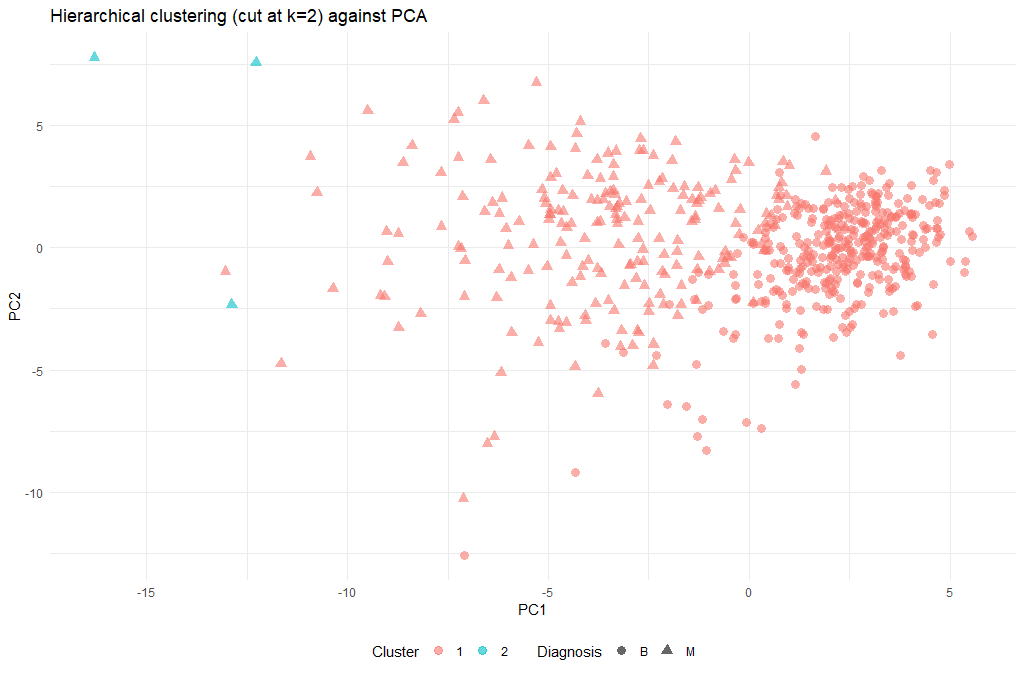 Hierarchical clustering (cut at k=2) against PCA
5
0
-5
-10
PC2
-15 -10 -5 0 5
PC1
Cluster 1 2 Diagnosis B M